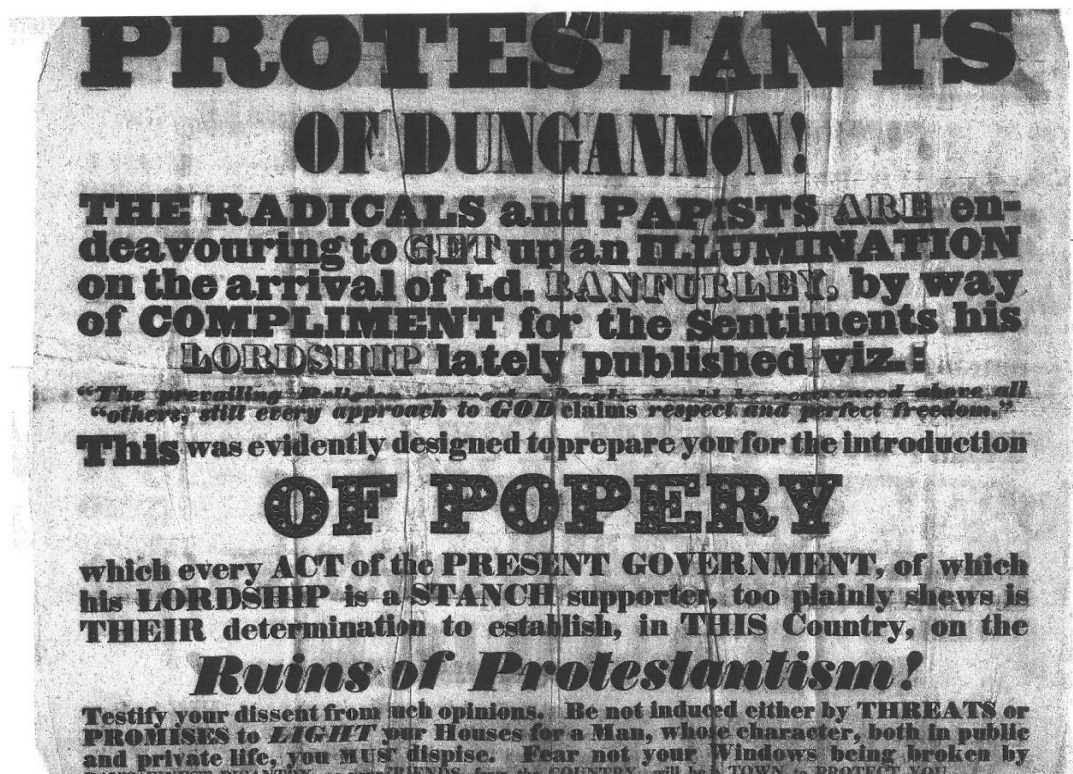 PROTESTANTS
OF DUNGANNON!
THE RADICALS and PAPISTS ARE en-
deavouring to GET up an ILLUMINATION
on the arrival of Ld. RANFURLEY, by way
of COMPLIMENT for the Sentiments his
LORDSHIP lately published viz.:
"The prevailing above all
"others, still every approach to GOD claims respect and perfect freedom."
This was evidently designed to prepare you for the introduction
OF POPERY
which every ACT of the PRESENT GOVERNMENT, of which
his LORDSHIP is a STANCH supporter, too plainly shews is
THEIR determination to establish, in THIS Country, on the
Ruins of Protestantism!
Testify your dissent from such opinions. Be not induced either by THREATS or
PROMISES to LIGHT your Houses for a Man, whose character, both in public
and private life, you MUST dispise. Fear not your Windows being broken by